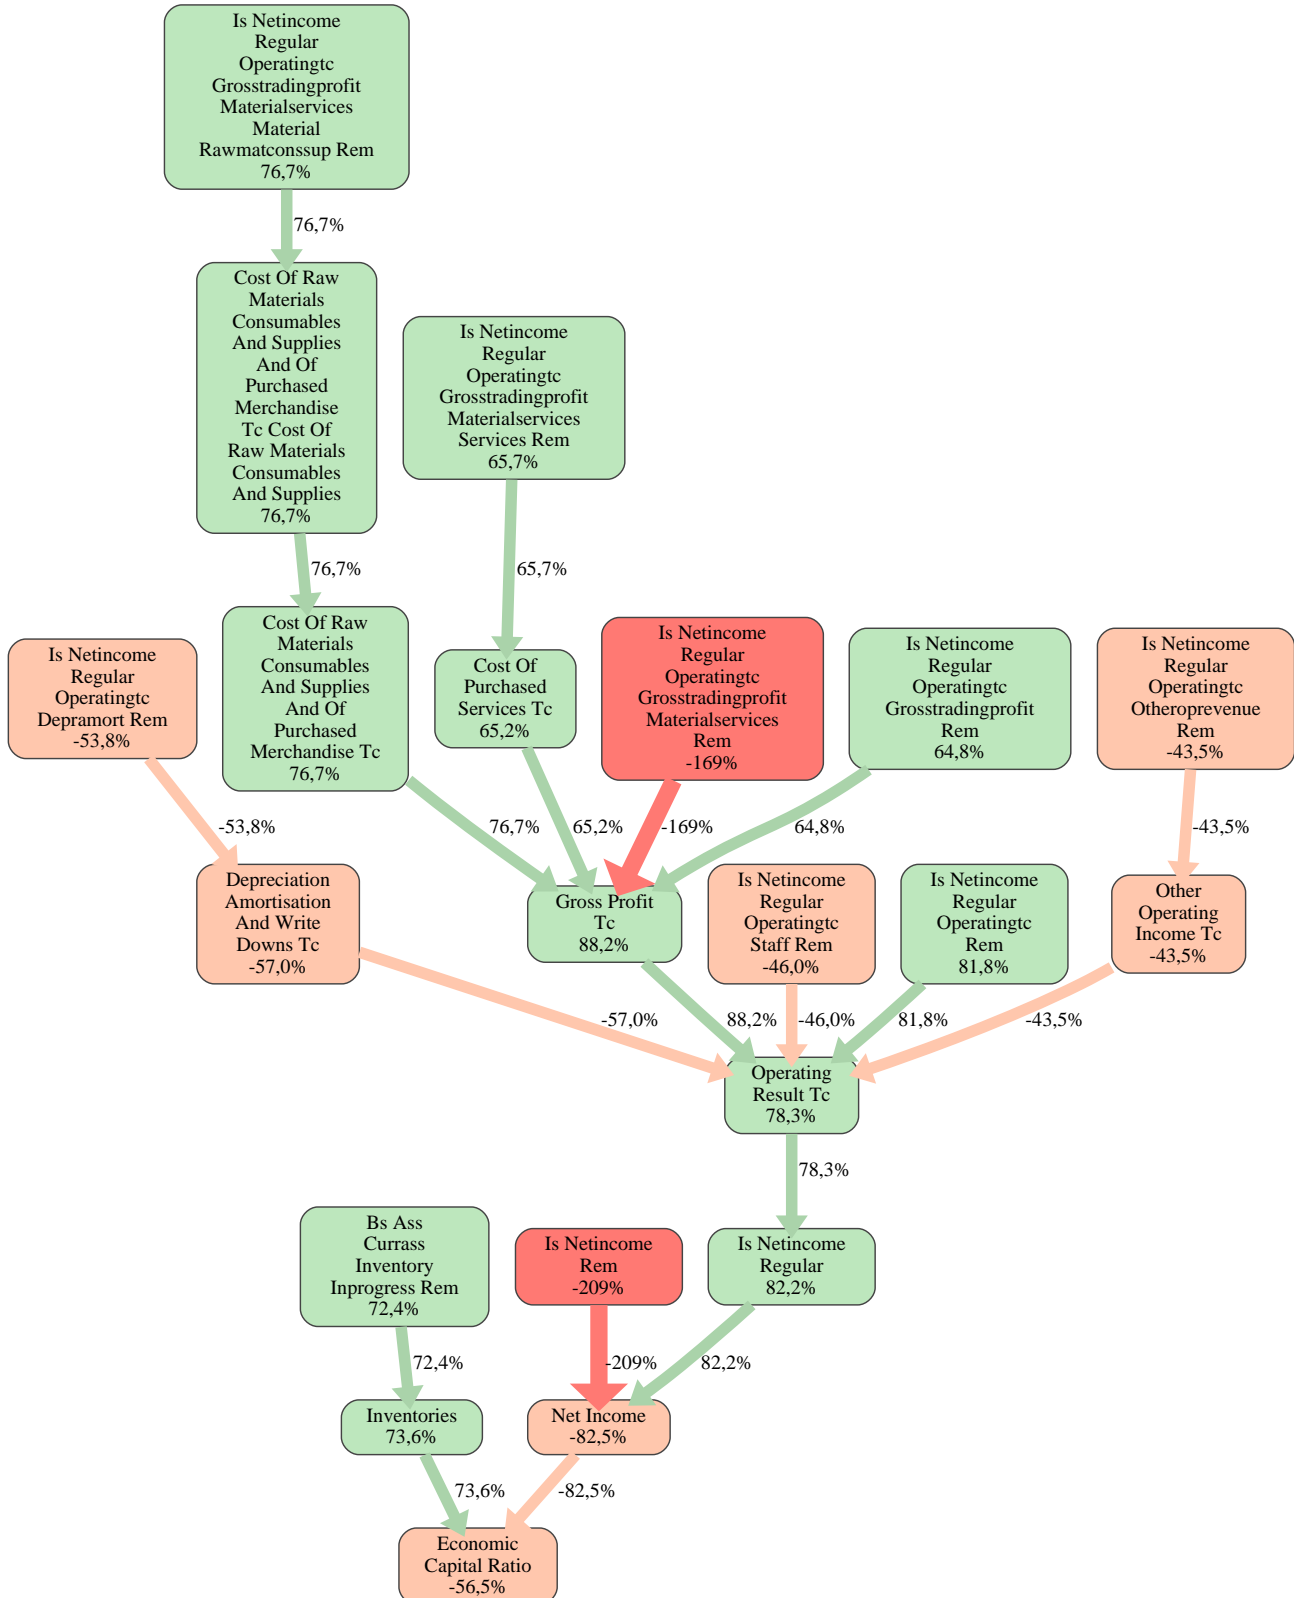 Is Netincome
Regular
Operatingtc
Grosstradingprofit
Materialservices
Material
Rawmatconssup Rem
76,7%
76,7%
Cost Of Raw
Materials
Consumables
And Supplies
And Of
Purchased
Merchandise
Tc Cost Of
Raw Materials
Consumables
And Supplies
76,7%
Is Netincome
Regular
Operatingtc
Grosstradingprofit
Materialservices
Services Rem
65,7%
76,7%
65,7%
Is Netincome
Regular
Operatingtc
Depramort Rem
-53,8%
Cost Of Raw
Materials
Consumables
And Supplies
And Of
Purchased
Merchandise Tc
76,7%
Cost Of
Purchased
Services Tc
65,2%
Is Netincome
Regular
Operatingtc
Grosstradingprofit
Materialservices
Rem
-169%
Is Netincome
Regular
Operatingtc
Grosstradingprofit
Rem
64,8%
Is Netincome
Regular
Operatingtc
Otheroprevenue
Rem
-43,5%
-53,8%
76,7%
65,2%
-169%
64,8%
-43,5%
Depreciation
Amortisation
And Write
Downs Tc
-57,0%
Gross Profit
Tc
88,2%
Is Netincome
Regular
Operatingtc
Staff Rem
-46,0%
Is Netincome
Regular
Operatingtc
Rem
81,8%
Other
Operating
Income Tc
-43,5%
-57,0%
88,2%
-46,0%
81,8%
-43,5%
Operating
Result Tc
78,3%
78,3%
Bs Ass
Currass
Inventory
Inprogress Rem
72,4%
Is Netincome
Rem
-209%
Is Netincome
Regular
82,2%
72,4%
-209%
82,2%
Inventories
73,6%
Net Income
-82,5%
73,6%
-82,5%
Economic
Capital Ratio
-56,5%